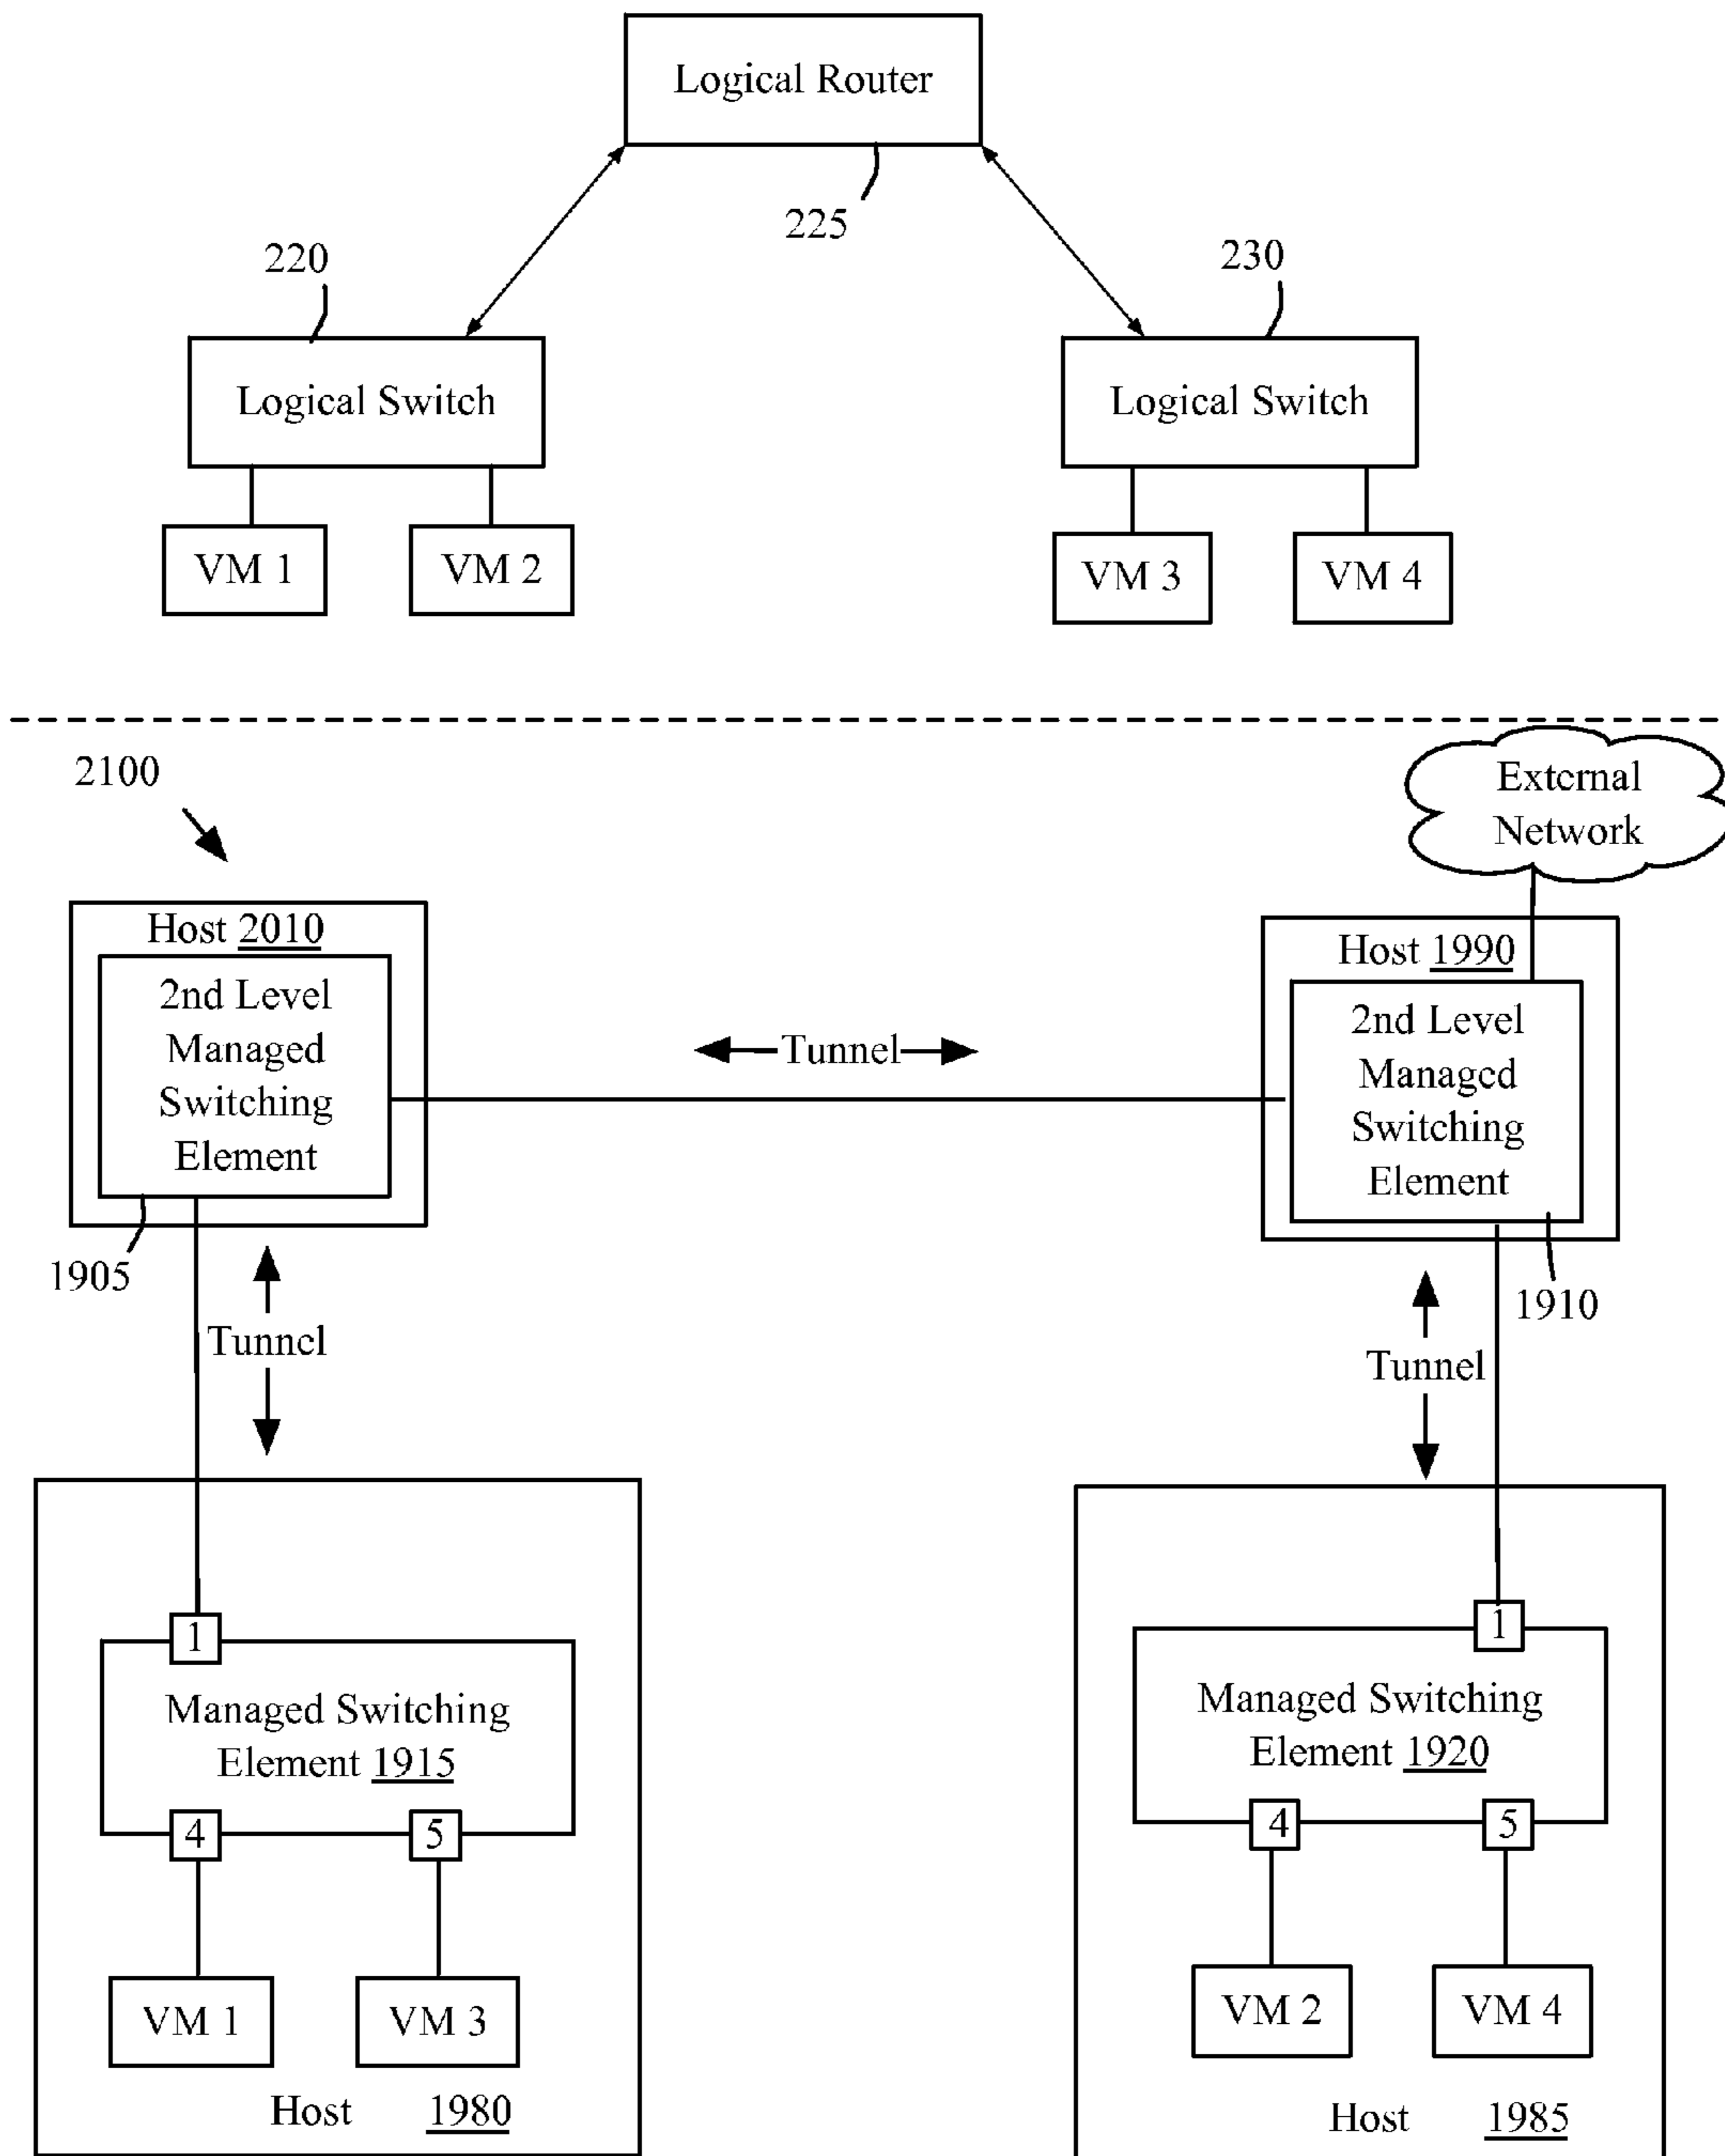 Logical Router
225
220
230
Logical Switch
Logical Switch
VM 1
VM 2
VM 3
VM 4
2100
External
Network
Host 2010
2nd Level
Managed
Switching
Element
1905
Host 1990
2nd Level
Managed
Switching
Element
1910
Tunnel
Tunnel
Tunnel
1
Managed Switching
Element 1915
4
5
VM 1
VM 3
Host 1980
1
Managed Switching
Element 1920
4
5
VM 2
VM 4
Host 1985